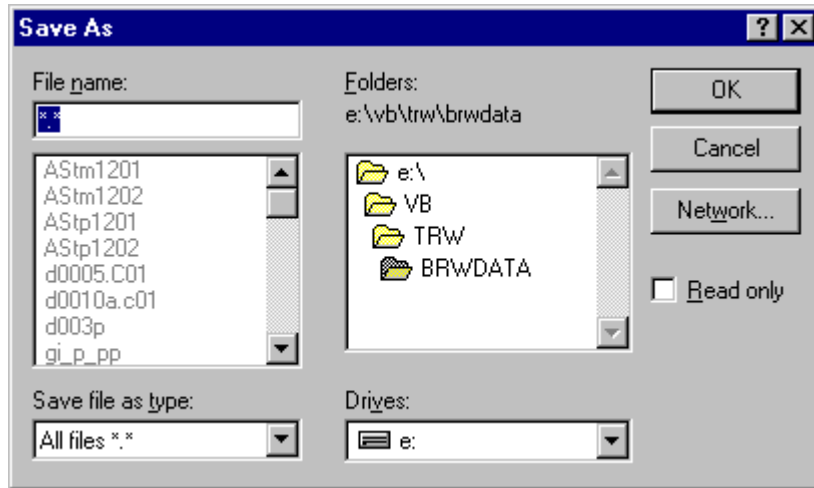 Save As
File name:
*.*
AStm1201
AStm1202
AStp1201
AStp1202
d0005.C01
d0010a.c01
d003p
gi_p_pp
Save file as type:
All files *.*
Folders:
e:\vb\trw\brwdata
e:\
VB
TRW
BRWDATA
Drives:
e:
OK
Cancel
Network...
Read only